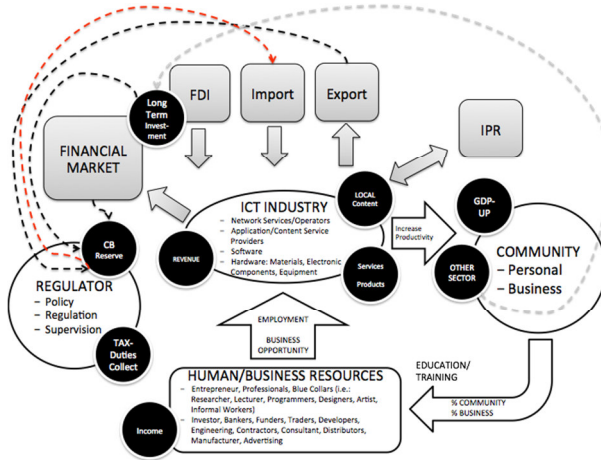 FDI
Import
Export
Long
Term
Invest-
ment
FINANCIAL
MARKET
IPR
LOCAL
Content
ICT INDUSTRY
- Network Services/Operators
- Application/Content Service
Providers
- Software
- Hardware: Materials, Electronic
Components, Equipment
REVENUE
Services
Products
Increase
Productivity
GDP-
UP
OTHER
SECTOR
COMMUNITY
- Personal
- Business
CB
Reserve
REGULATOR
- Policy
- Regulation
- Supervision
TAX-
Duties
Collect
EMPLOYMENT
BUSINESS
OPPORTUNITY
HUMAN/BUSINESS RESOURCES
- Entrepreneur, Professionals, Blue Collars (i.e.:
Researcher, Lecturer, Programmers, Designers, Artist,
Informal Workers)
- Investor, Bankers, Funders, Traders, Developers,
Engineering, Contractors, Consultant, Distributors,
Manufacturer, Advertising
Income
EDUCATION/
TRAINING
% COMMUNITY
% BUSINESS